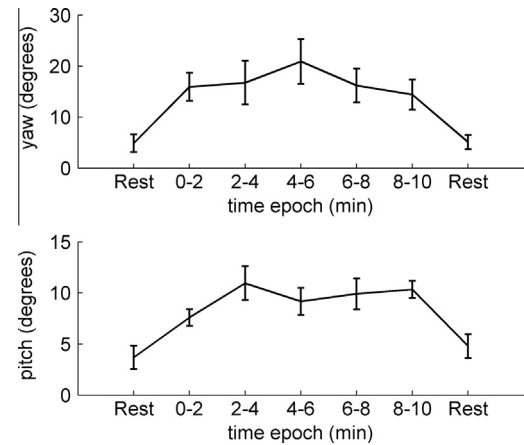 30
20
10
0
yaw (degrees)
Rest 0-2 2-4 4-6 6-8 8-10 Rest
time epoch (min)
15
10
5
0
pitch (degrees)
Rest 0-2 2-4 4-6 6-8 8-10 Rest
time epoch (min)